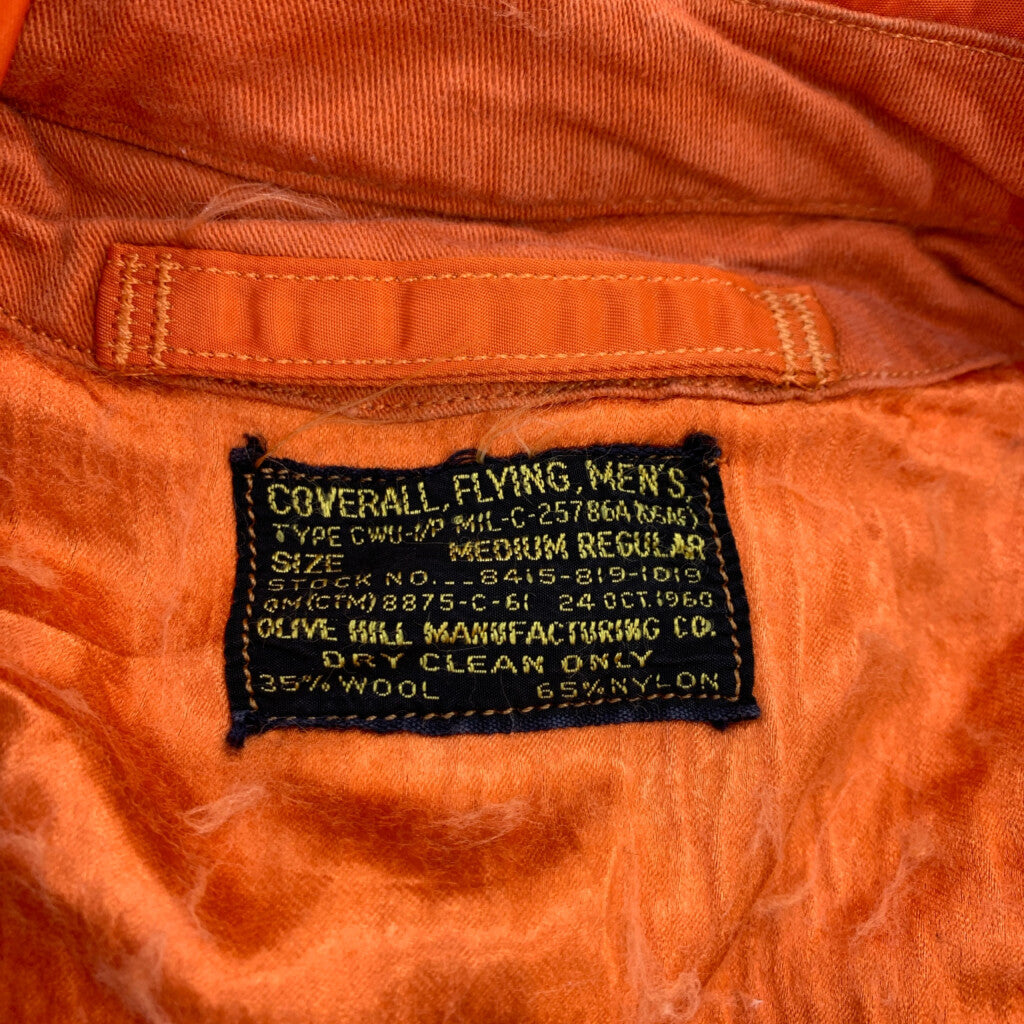 COVERALL, FLYING, MEN'S,
TYPE CWU-1/P MIL-C-25786A (USAF)
SIZE MEDIUM REGULAR
STOCK NO. __ 8415-819-1019
QM (CTM) 8875-C-61 24 OCT. 1960
OLIVE HILL MANUFACTURING CO.
DRY CLEAN ONLY
35% WOOL 65% NYLON